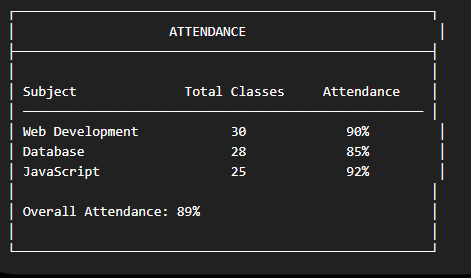 ATTENDANCE
Subject Total Classes Attendance
Web Development 30 90%
Database 28 85%
JavaScript 25 92%
Overall Attendance: 89%